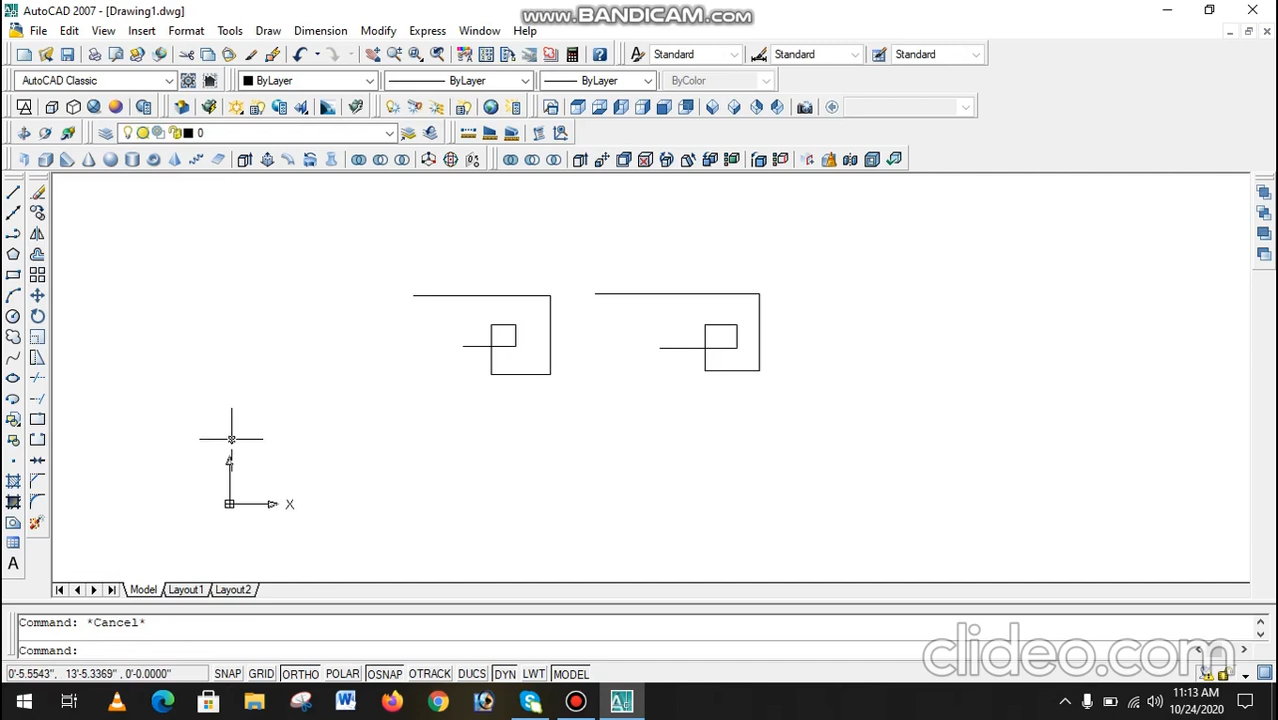 AutoCAD 2007 - [Drawing1.dwg]
www.BANDICAM.com
File Edit View Insert Format Tools Draw Dimension Modify Express Window Help
Standard Standard Standard
AutoCAD Classic ByLayer ByLayer ByLayer ByColor
0
A
X
Model Layout1 Layout2
Command: *Cancel*
Command:
clideo.com
0'-5.5543", 13'-5.3369", 0'-0.0000" SNAP GRID ORTHO POLAR OSNAP OTRACK DUCS DYN LWT MODEL
11:13 AM
10/24/2020